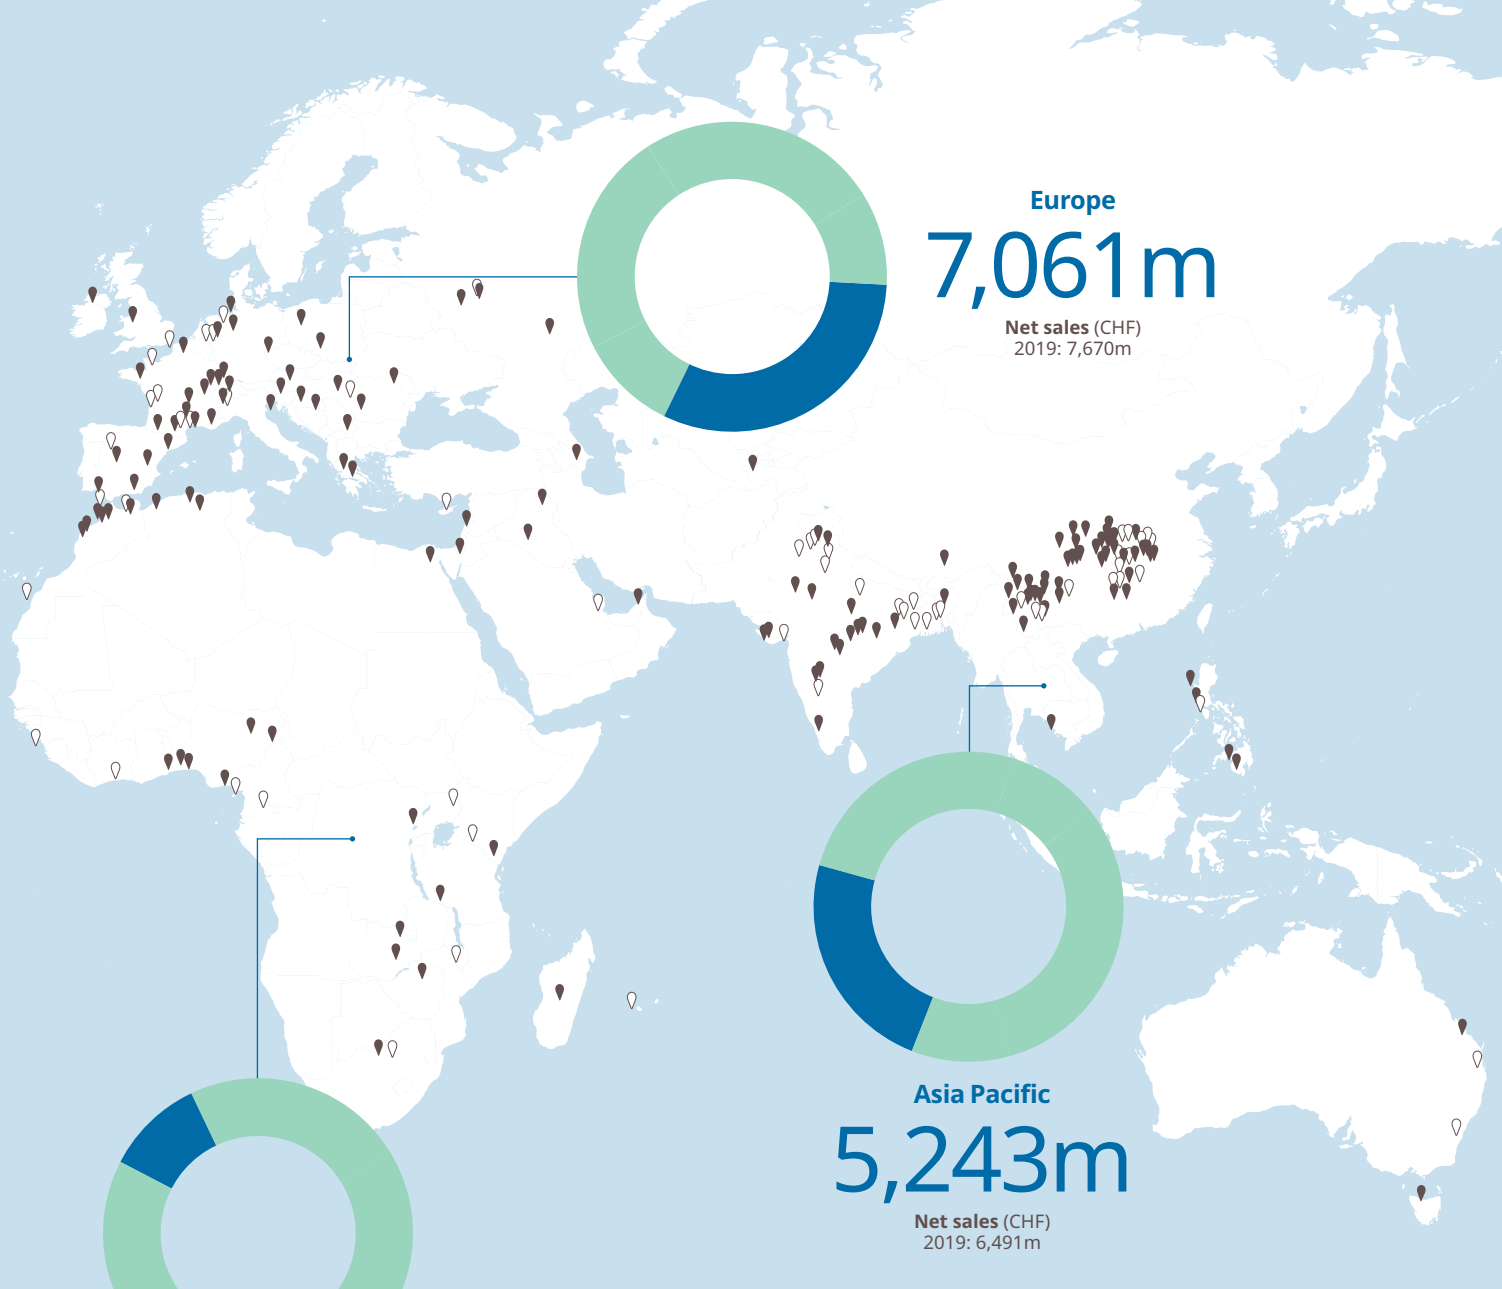 Europe
7,061m
Net sales (CHF)
2019: 7,670m
Asia Pacific
5,243m
Net sales (CHF)
2019: 6,491m